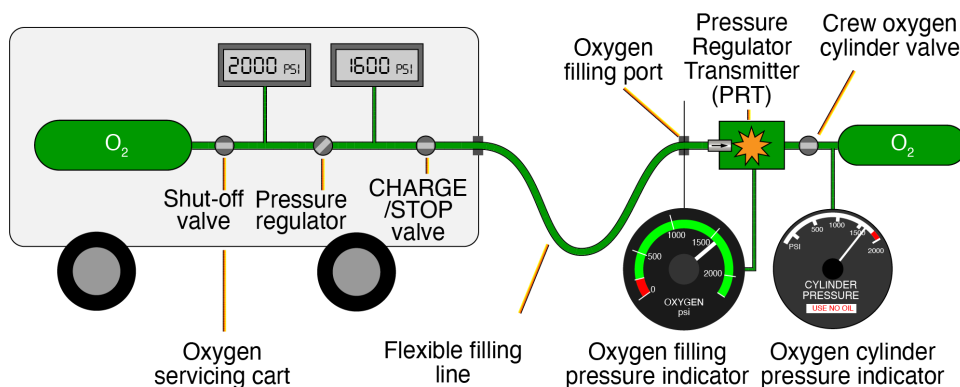 2000 PSI
1600 PSI
O2
Shut-off
valve
Pressure
regulator
CHARGE
/STOP
valve
Oxygen
servicing cart
Flexible filling
line
Oxygen
filling port
Pressure
Regulator
Transmitter
(PRT)
Crew oxygen
cylinder valve
O2
0
500
1000
1500
2000
OXYGEN
psi
PSI
500
1000
1500
2000
CYLINDER
PRESSURE
USE NO OIL
Oxygen filling
pressure indicator
Oxygen cylinder
pressure indicator